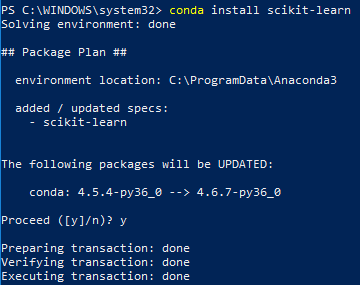 PS C:\WINDOWS\system32> conda install scikit-learn
Solving environment: done
## Package Plan ##
environment location: C:\ProgramData\Anaconda3
added / updated specs:
- scikit-learn
The following packages will be UPDATED:
conda: 4.5.4-py36_0 --> 4.6.7-py36_0
Proceed ([y]/n)? y
Preparing transaction: done
Verifying transaction: done
Executing transaction: done